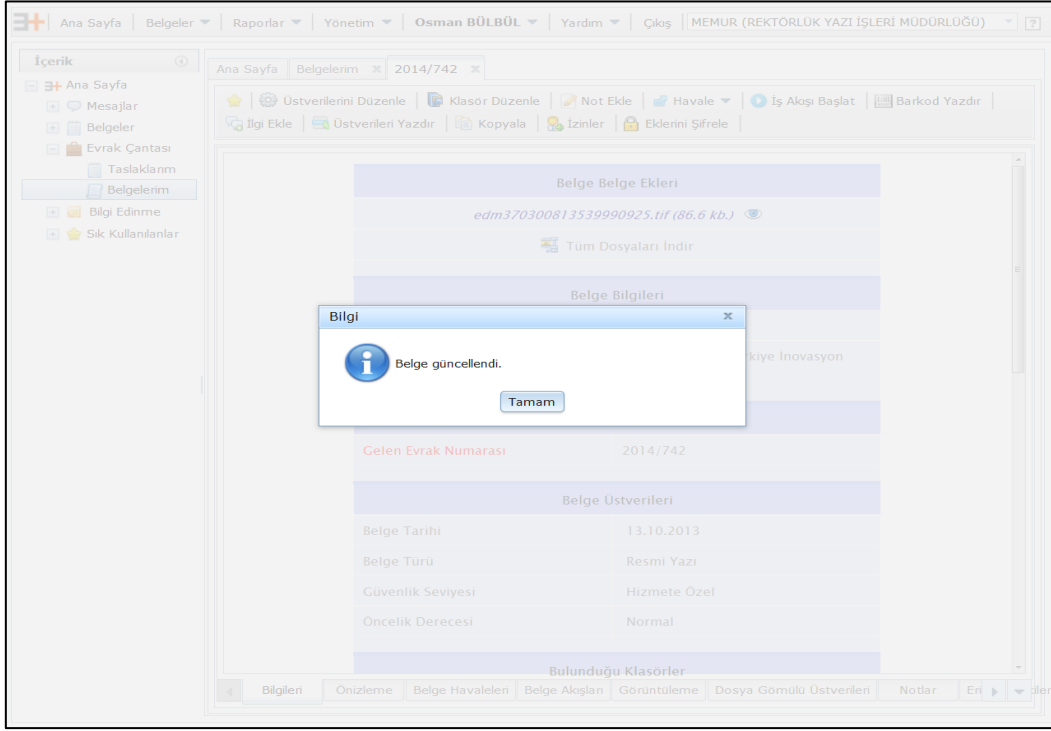 Ana Sayfa Belgeler Raporlar Yönetim Osman BÜLBÜL Yardım Çıkış MEMUR (REKTÖRLÜK YAZI İŞLERİ MÜDÜRLÜĞÜ) ?
İçerik
Ana Sayfa
Mesajlar
Belgeler
Evrak Çantası
Taslaklarım
Belgelerim
Bilgi Edinme
Sık Kullanılanlar
Ana Sayfa Belgelerim x 2014/742 x
Üstverilerini Düzenle Klasör Düzenle Not Ekle Havale İş Akışı Başlat Barkod Yazdır
İlgi Ekle Üstverileri Yazdır Kopyala İzinler Eklerini Şifrele
Belge Belge Ekleri
edm370300813539990925.tif (86.6 kb.)
Tüm Dosyaları İndir
Belge Bilgileri
Bilgi x
İnovasyon
Belge güncellendi.
Tamam
Gelen Evrak Numarası 2014/742
Belge Üstverileri
Belge Tarihi 13.10.2013
Belge Türü Resmi Yazı
Güvenlik Seviyesi Hizmete Özel
Öncelik Derecesi Normal
Bulunduğu Klasörler
Bilgileri Önizleme Belge Havaleleri Belge Akışları Görüntüleme Dosya Gömülü Üstverileri Notlar